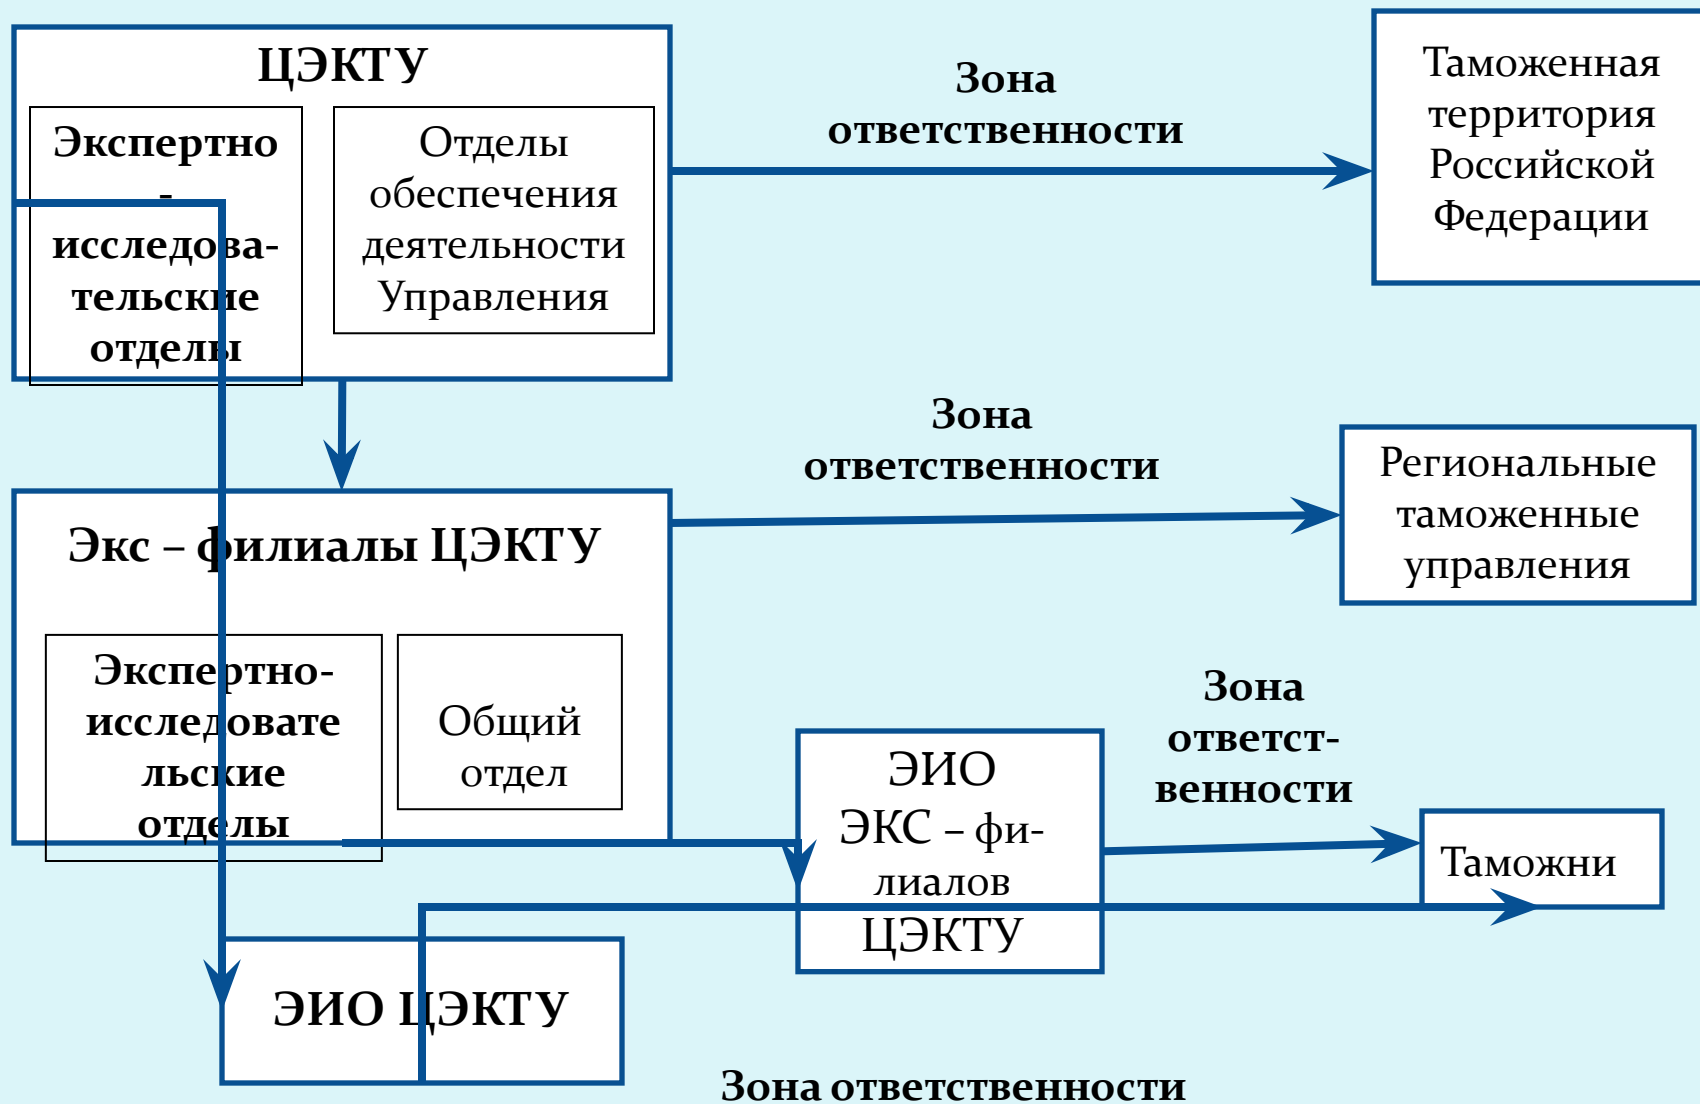 ЦЭКТУ
Экспертно
-
исследова-
тельские
отделы
Отделы
обеспечения
деятельности
Управления
Зона
ответственности
Таможенная
территория
Российской
Федерации
Зона
ответственности
Региональные
таможенные
управления
Экс – филиалы ЦЭКТУ
Экспертно-
исследовате
льские
отделы
Общий
отдел
ЭИО
ЭКС – фи-
лиалов
ЦЭКТУ
Зона
ответст-
венности
Таможни
ЭИО ЦЭКТУ
Зона ответственности